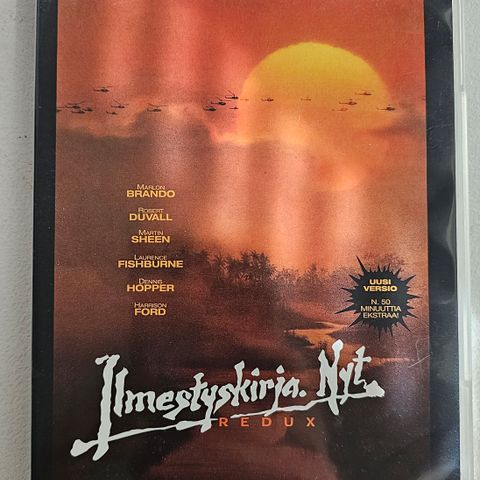 MARLON
BRANDO
ROBERT
DUVALL
MARTIN
SHEEN
LAURENCE
FISHBURNE
DENNIS
HOPPER
HARRISON
FORD
UUSI
VERSIO
N. 50
MINUUTTIA
EKSTRAA!
Ilmestyskirja. Nyt
REDUX